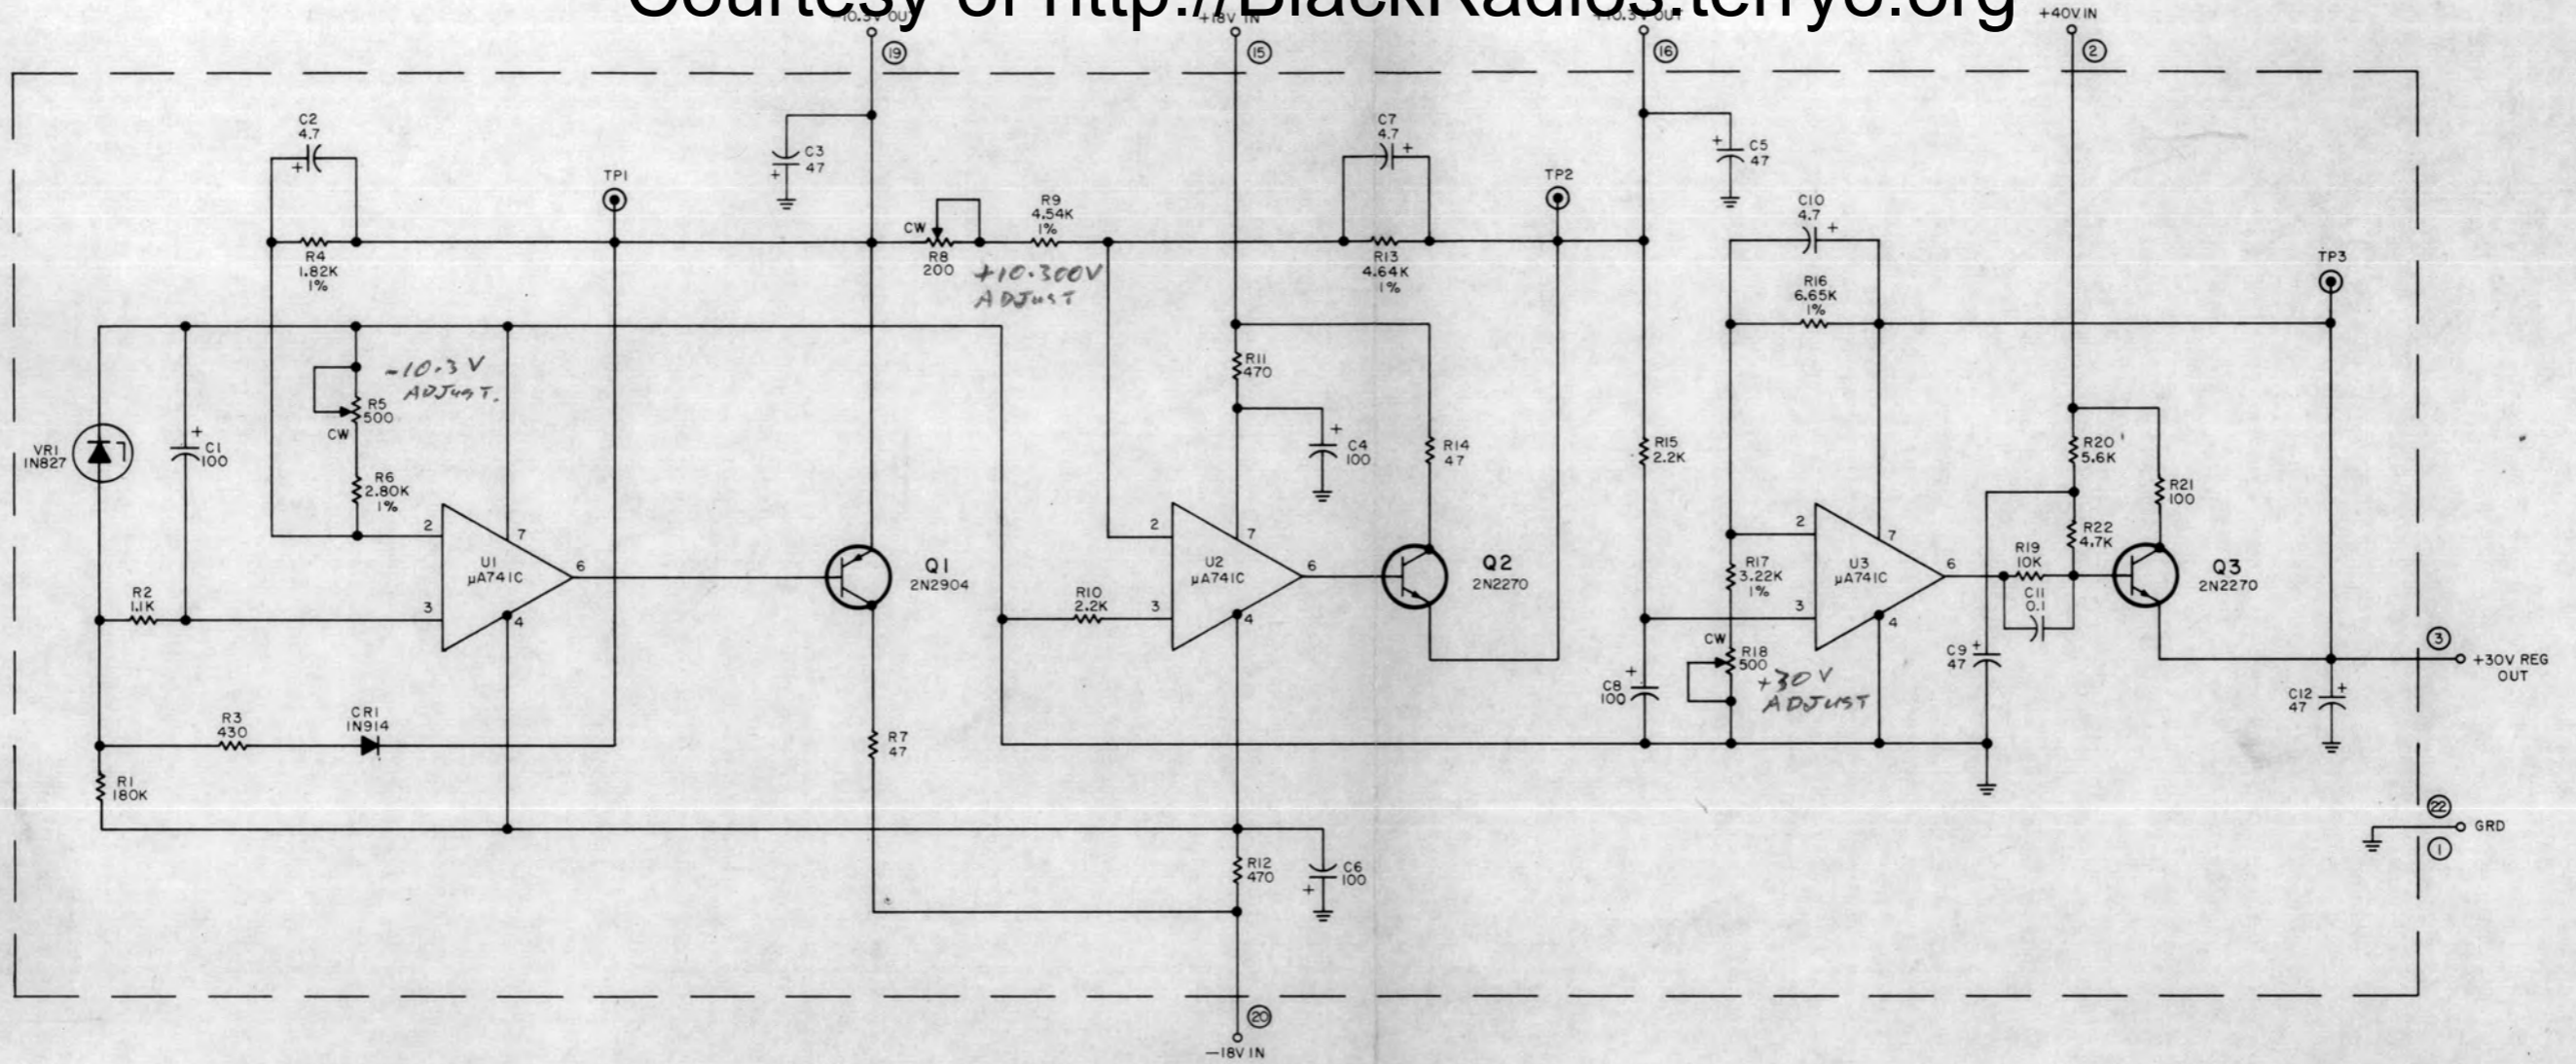 Courtesy of http://BlackRadios.terryo.org
-10.3V OUT
+18V IN
+10.3V OUT
+40V IN
19
15
16
2
C2
4.7
+
C3
47
+
C7
4.7
+
C5
47
+
TP1
TP2
C10
4.7
+
CW
R8
200
R9
4.54K
1%
+10.300V
ADJUST
R4
1.82K
1%
R13
4.64K
1%
R16
6.65K
1%
TP3
-10.3 V
ADJUST.
R5
500
CW
R11
470
VR1
1N827
+
C1
100
+
C4
100
R14
47
R15
2.2K
R20
5.6K
R6
2.80K
1%
R21
100
2
7
U1
µA741C
6
3
4
Q1
2N2904
2
7
U2
µA741C
6
3
4
Q2
2N2270
2
7
U3
µA741C
6
3
4
R17
3.22K
1%
R22
4.7K
R19
10K
C11
0.1
Q3
2N2270
R2
1.1K
R10
2.2K
CW
R18
500
+30V
ADJUST
+
C8
100
C9
47
+
3
+30V REG
OUT
C12
47
+
R3
430
CR1
1N914
R7
47
R1
180K
22
GRD
1
R12
470
C6
100
+
20
-18V IN